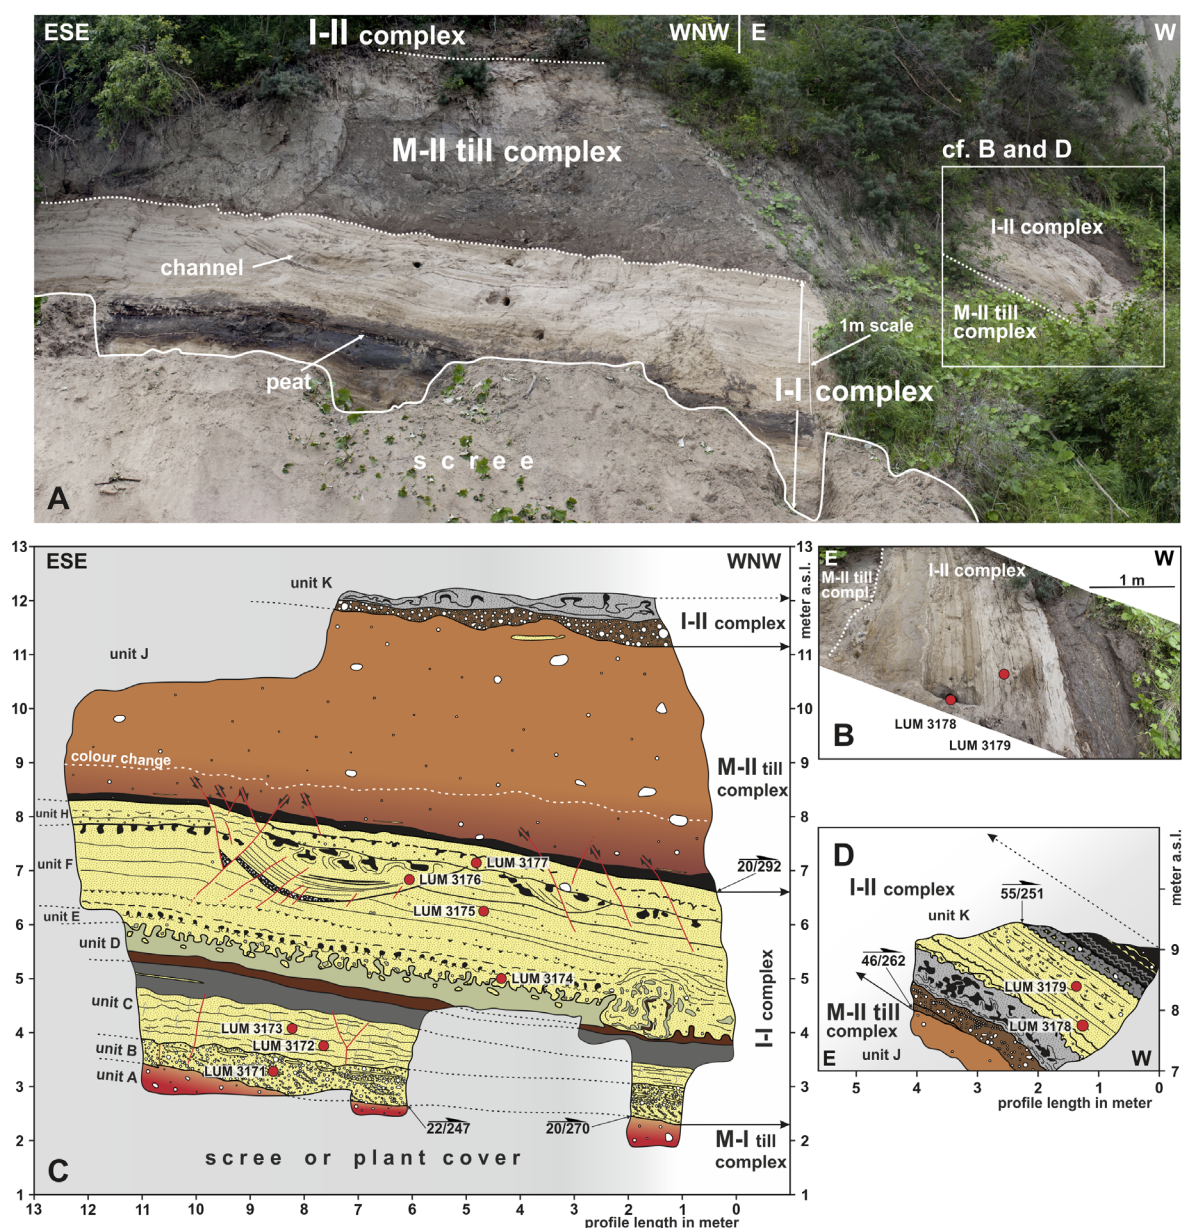 ESE
I-II complex
WNW
E
W
M-II till complex
cf. B and D
I-II complex
channel
M-II till
complex
1m scale
peat
I-I complex
scree
A
13
12
11
10
9
8
7
6
5
4
3
2
1
ESE
WNW
unit K
I-II complex
unit J
colour change
M-II till
complex
unit H
unit F
unit E
unit D
unit C
unit B
unit A
LUM 3177
LUM 3176
LUM 3175
LUM 3174
LUM 3173
LUM 3172
LUM 3171
20/292
I-I complex
22/247
20/270
M-I till
complex
scree or plant cover
C
13 12 11 10 9 8 7 6 5 4 3 2 1 0
profile length in meter
13
12
11
10
9
8
7
6
5
4
3
2
1
meter a.s.l.
E
W
M-II till
compl.
I-II complex
1 m
LUM 3178
LUM 3179
B
D
I-II complex
55/251
unit K
46/262
LUM 3179
LUM 3178
M-II till
complex
unit J
E
W
5 4 3 2 1 0
profile length in meter
meter a.s.l.
9
8
7